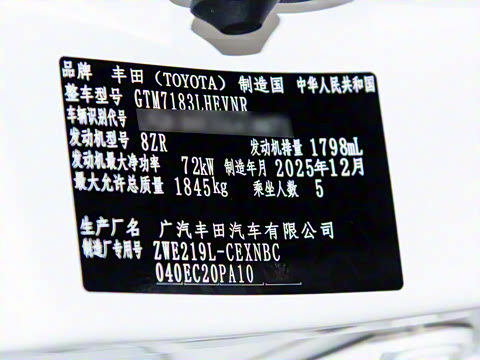 品牌 丰田（TOYOTA） 制造国 中华人民共和国
整车型号 GTM7183LHEVNR
车辆识别代号
发动机型号 8ZR 发动机排量 1798mL
发动机最大净功率 72kW 制造年月 2025年12月
最大允许总质量 1845kg 乘坐人数 5
生产厂名 广汽丰田汽车有限公司
制造厂专用号 ZWE219L-CEXNBC
040EC20PA10